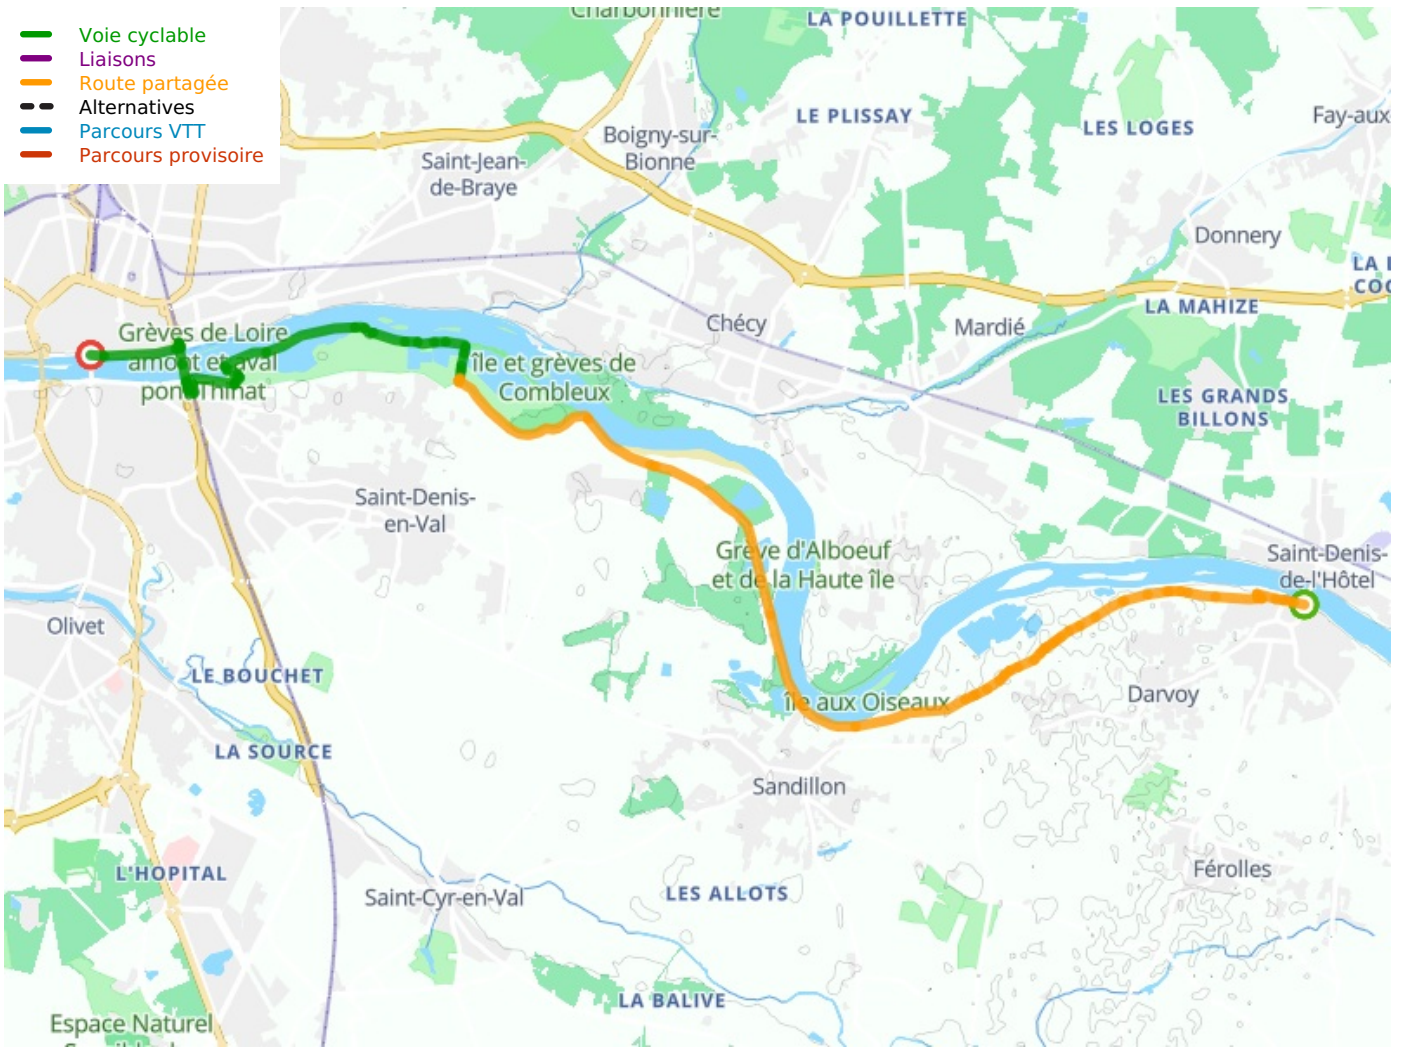 Voie cyclable
Liaisons
Route partagée
Alternatives
Parcours VTT
Parcours provisoire
Charbonnière
LA POUILLETTE
LE PLISSAY
LES LOGES
Fay-aux
Boigny-sur-
Bionne
Saint-Jean-
de-Braye
Donnery
LA MAHIZE
Chécy
Mardié
Grèves de Loire
amont et aval
pont Thinat
île et grèves de
Combleux
LES GRANDS
BILLONS
Saint-Denis-
en-Val
Grève d'Alboeuf
et de la Haute île
Saint-Denis-
de-l'Hôtel
Olivet
LE BOUCHET
île aux Oiseaux
Darvoy
LA SOURCE
Sandillon
L'HOPITAL
Saint-Cyr-en-Val
LES ALLOTS
Férolles
LA BALIVE
Espace Naturel